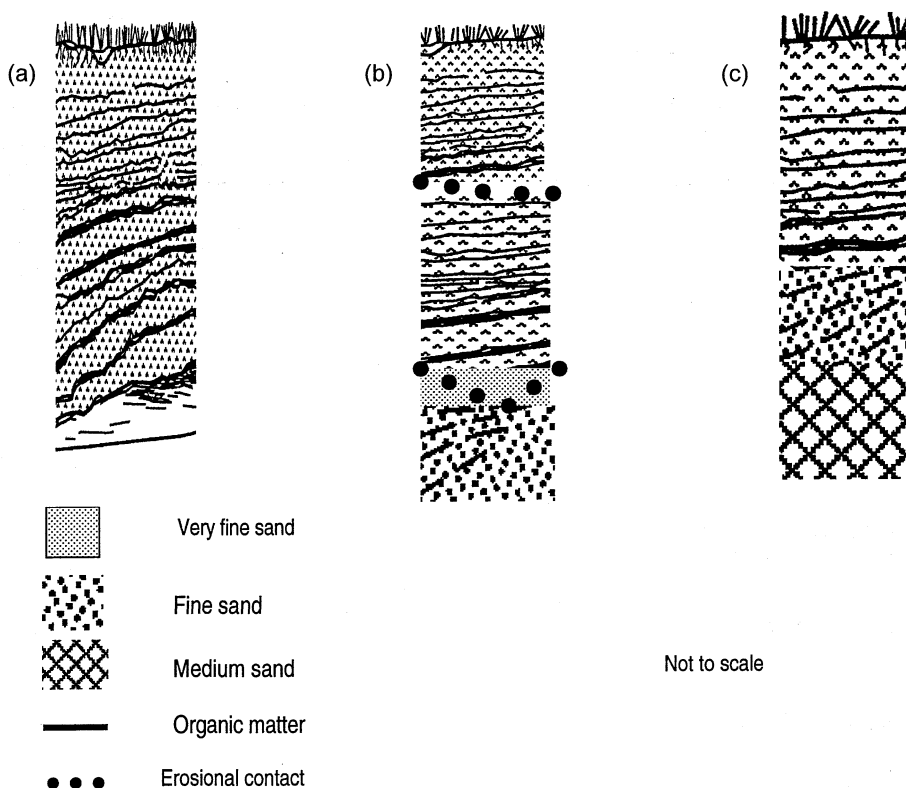 (a)
(b)
(c)
Very fine sand
Fine sand
Medium sand
Not to scale
Organic matter
Erosional contact